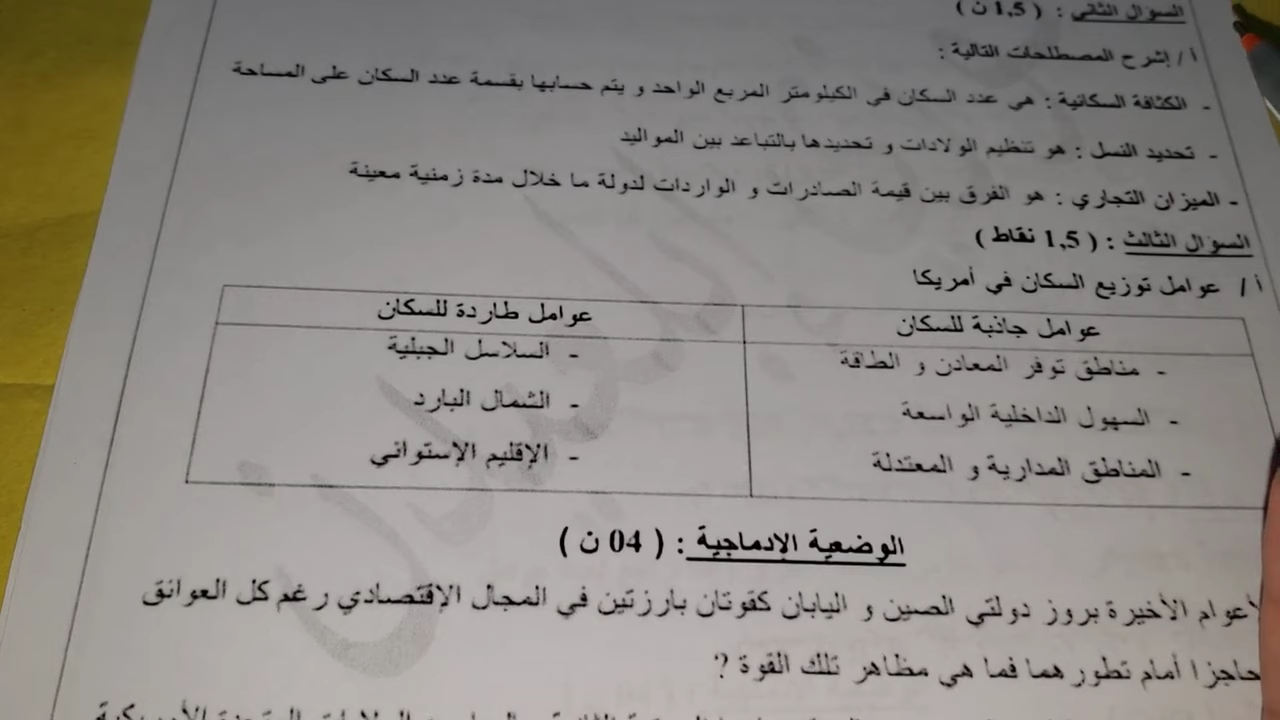 السؤال الثاني : ( 1,5 ن )
أ / إشرح المصطلحات التالية :
- الكثافة السكانية : هي عدد السكان في الكيلومتر المربع الواحد و يتم حسابها بقسمة عدد السكان على المساحة
- تحديد النسل : هو تنظيم الولادات و تحديدها بالتباعد بين المواليد
- الميزان التجاري : هو الفرق بين قيمة الصادرات و الواردات لدولة ما خلال مدة زمنية معينة
السؤال الثالث : ( 1,5 نقاط )
أ / عوامل توزيع السكان في أمريكا
عوامل جاذبة للسكان عوامل طاردة للسكان
- مناطق توفر المعادن و الطاقة - السلاسل الجبلية
- السهول الداخلية الواسعة - الشمال البارد
- المناطق المدارية و المعتدلة - الإقليم الإستوائي
الوضعية الإدماجية : ( 04 ن )
الأخيرة بروز دولتي الصين و اليابان كقوتان بارزتين في المجال الإقتصادي رغم كل العوائق
حاجزا أمام تطور هما فما هي مظاهر تلك القوة ?